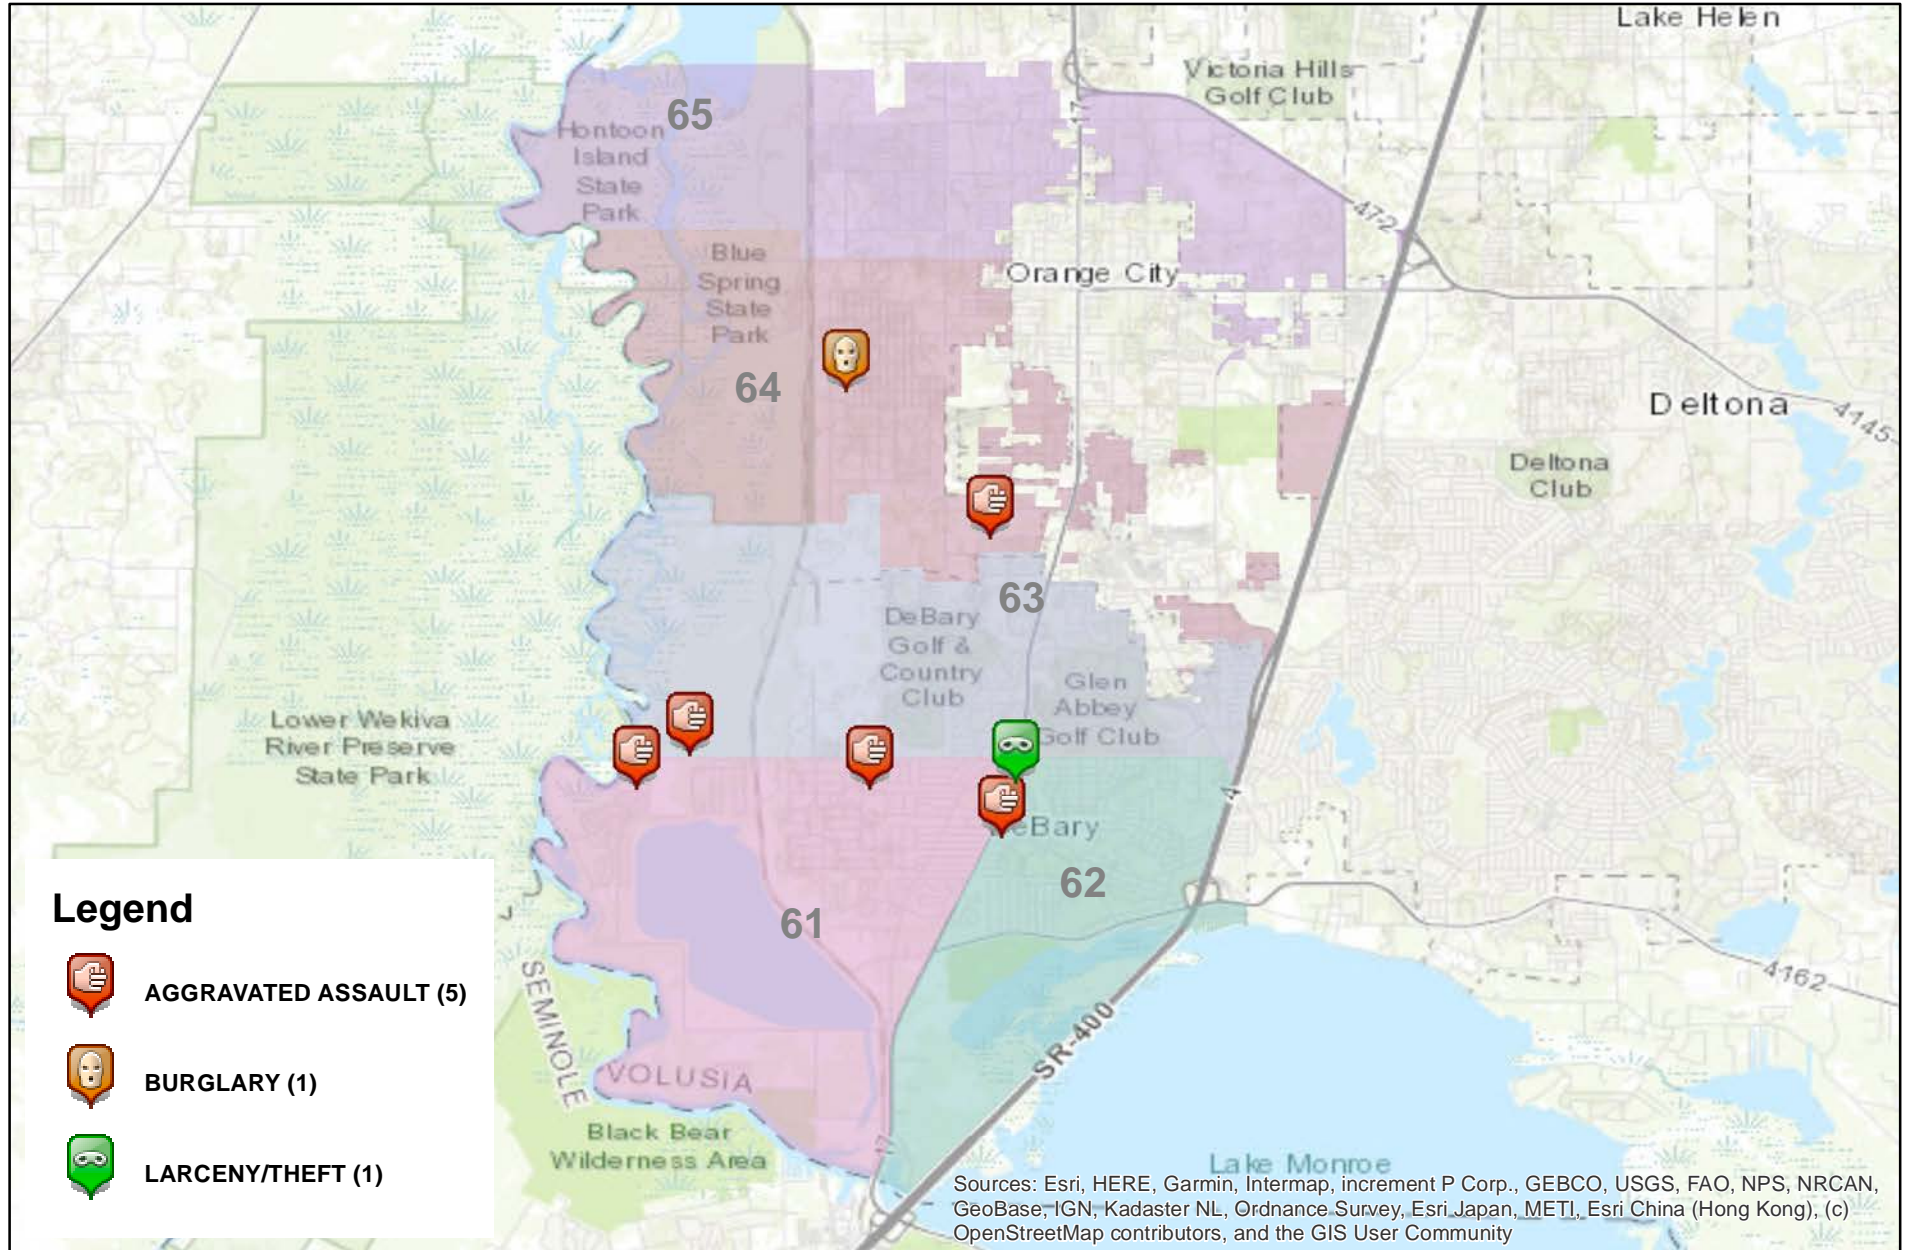 Lake Helen
Victoria Hills
Golf Club
17
65
Hontoon
Island
State
Park
472
Blue
Spring
State
Park
Orange City
64
Deltona
4145
Deltona
Club
63
DeBary
Golf &
Country
Club
Glen
Abbey
Golf Club
Lower Wekiva
River Preserve
State Park
4
eBary
62
61
4162
SEMINOLE
VOLUSIA
SR-400
Black Bear
Wilderness Area
17
Lake Monroe
Legend
AGGRAVATED ASSAULT (5)
BURGLARY (1)
LARCENY/THEFT (1)
Sources: Esri, HERE, Garmin, Intermap, increment P Corp., GEBCO, USGS, FAO, NPS, NRCAN,
GeoBase, IGN, Kadaster NL, Ordnance Survey, Esri Japan, METI, Esri China (Hong Kong), (c)
OpenStreetMap contributors, and the GIS User Community